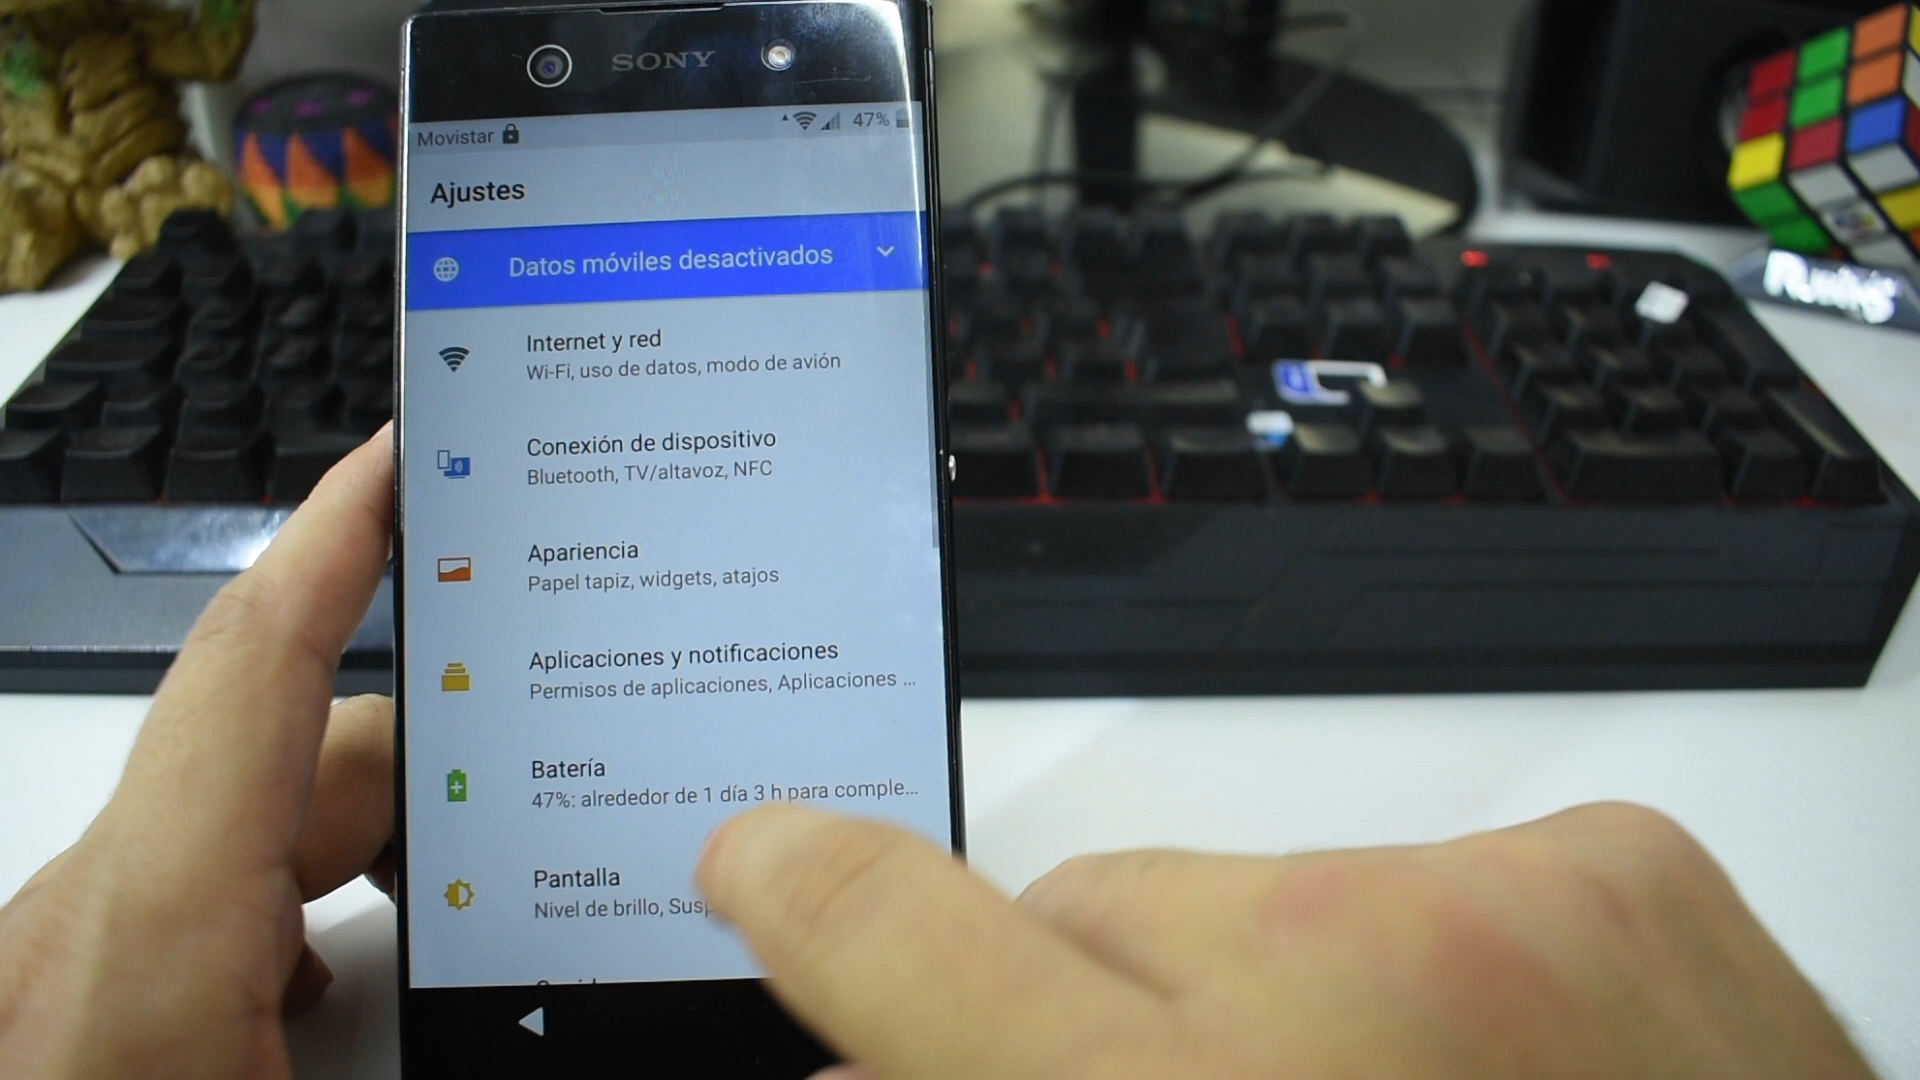 SONY
Movistar
47%
Ajustes
Datos móviles desactivados
Internet y red
Wi-Fi, uso de datos, modo de avión
Conexión de dispositivo
Bluetooth, TV/altavoz, NFC
Apariencia
Papel tapiz, widgets, atajos
Aplicaciones y notificaciones
Permisos de aplicaciones, Aplicaciones ...
Batería
47%: alrededor de 1 día 3 h para comple...
Pantalla
Nivel de brillo,